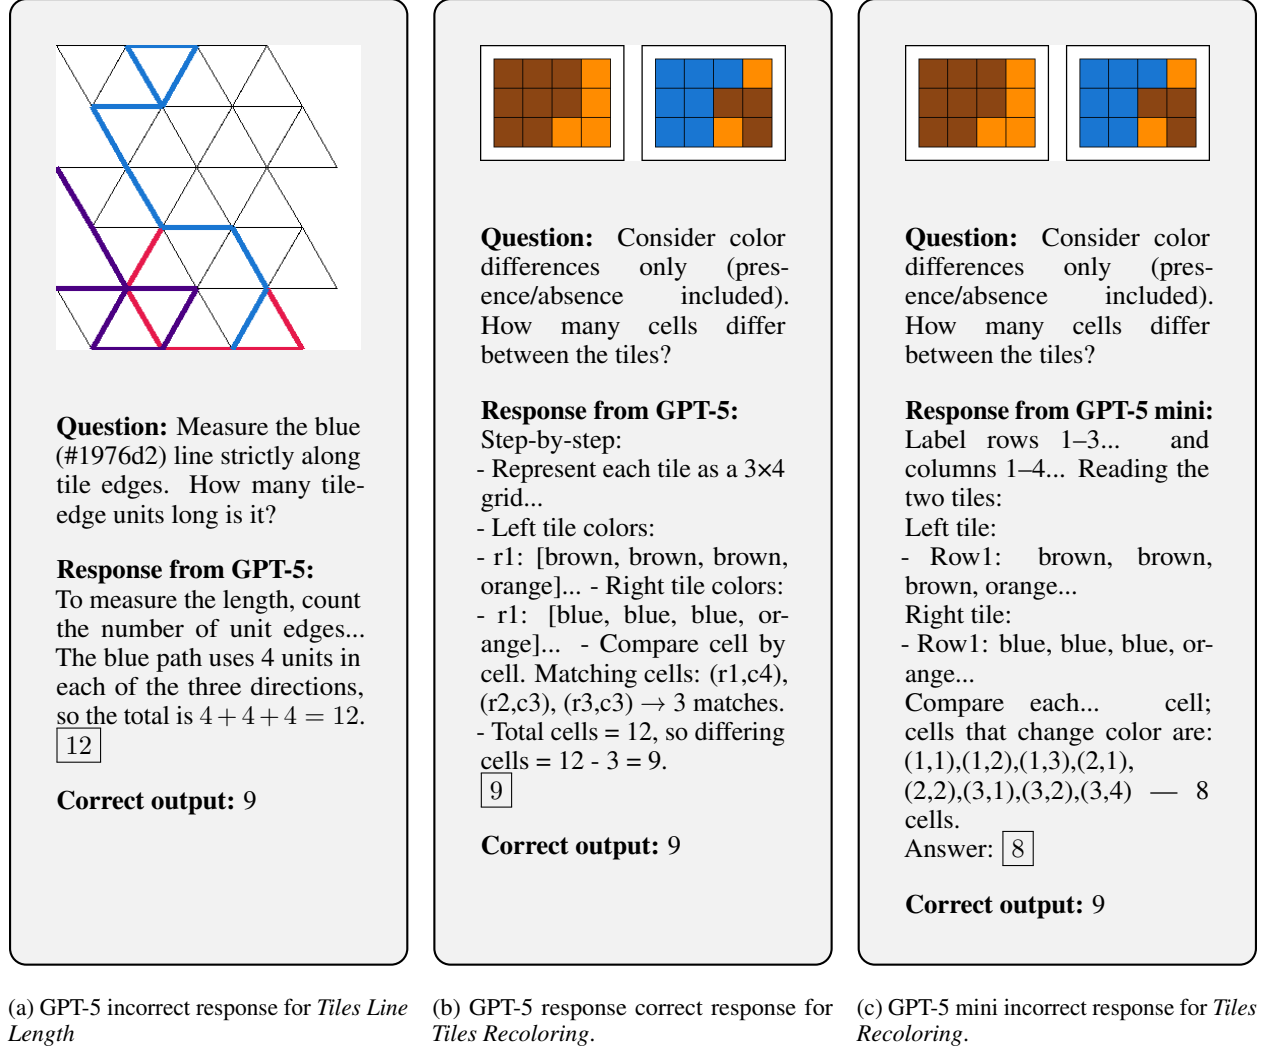 Question: Measure the blue
(#1976d2) line strictly along
tile edges. How many tile-
edge units long is it?
Response from GPT-5:
To measure the length, count
the number of unit edges...
The blue path uses 4 units in
each of the three directions,
so the total is 4 + 4 + 4 = 12.
12
Correct output: 9
(a) GPT-5 incorrect response for Tiles Line
Length
Question: Consider color
differences only (pres-
ence/absence included).
How many cells differ
between the tiles?
Response from GPT-5:
Step-by-step:
- Represent each tile as a 3×4
grid...
- Left tile colors:
- r1: [brown, brown, brown,
orange]... - Right tile colors:
- r1: [blue, blue, blue, or-
ange]... - Compare cell by
cell. Matching cells: (r1,c4),
(r2,c3), (r3,c3) → 3 matches.
- Total cells = 12, so differing
cells = 12 - 3 = 9.
9
Correct output: 9
(b) GPT-5 response correct response for
Tiles Recoloring.
Question: Consider color
differences only (pres-
ence/absence included).
How many cells differ
between the tiles?
Response from GPT-5 mini:
Label rows 1–3... and
columns 1–4... Reading the
two tiles:
Left tile:
- Row1: brown, brown,
brown, orange...
Right tile:
- Row1: blue, blue, blue, or-
ange...
Compare each... cell;
cells that change color are:
(1,1),(1,2),(1,3),(2,1),
(2,2),(3,1),(3,2),(3,4) — 8
cells.
Answer: 8
Correct output: 9
(c) GPT-5 mini incorrect response for Tiles
Recoloring.